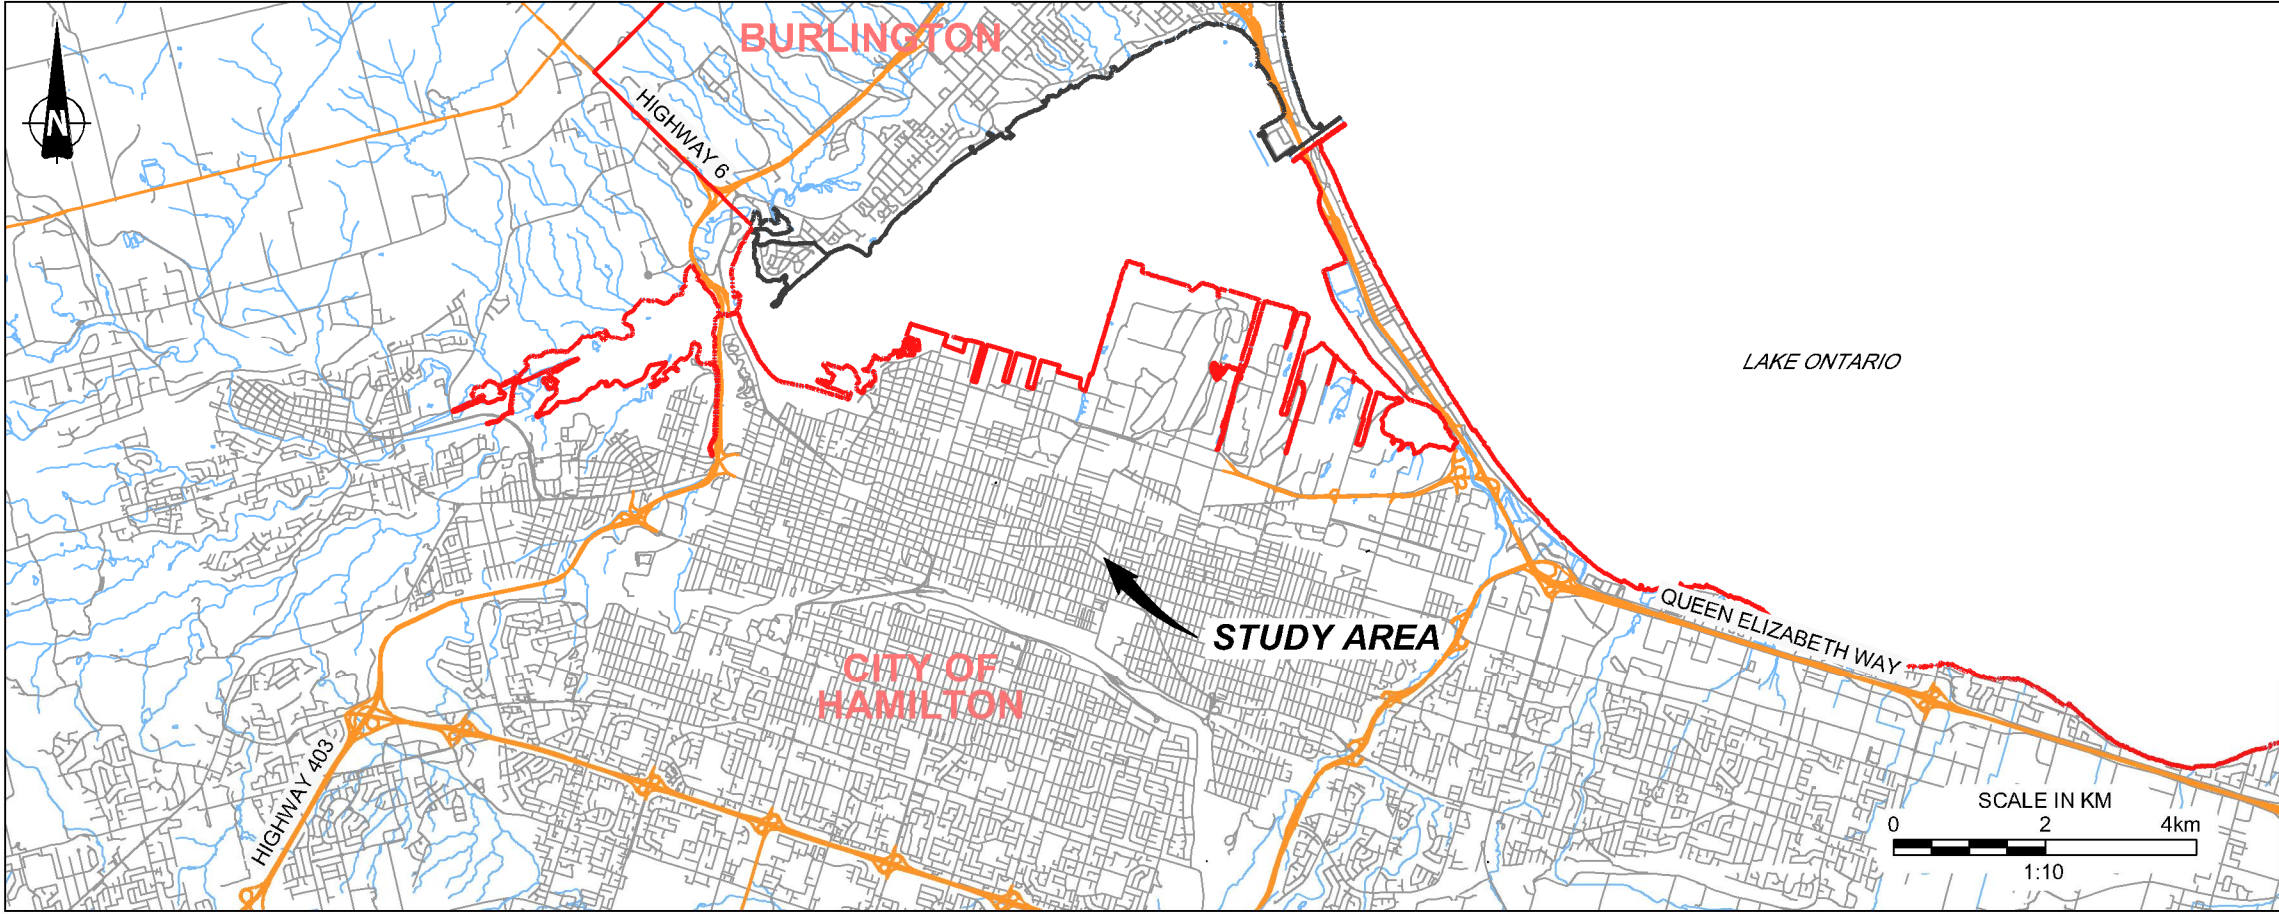 BURLINGTON
N
HIGHWAY 6
LAKE ONTARIO
QUEEN ELIZABETH WAY
STUDY AREA
CITY OF
HAMILTON
HIGHWAY 403
SCALE IN KM
0 2 4km
1:10